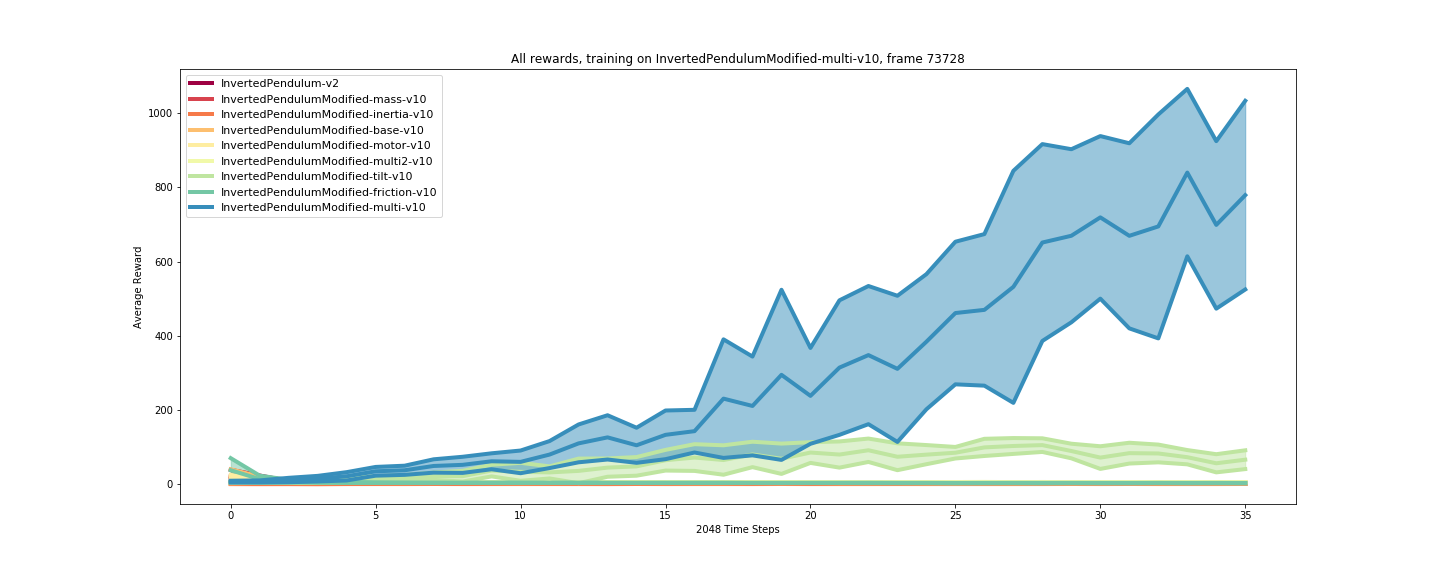 All rewards, training on InvertedPendulumModified-multi-v10, frame 73728
InvertedPendulum-v2
InvertedPendulumModified-mass-v10
InvertedPendulumModified-inertia-v10
InvertedPendulumModified-base-v10
InvertedPendulumModified-motor-v10
InvertedPendulumModified-multi2-v10
InvertedPendulumModified-tilt-v10
InvertedPendulumModified-friction-v10
InvertedPendulumModified-multi-v10
1000
800
600
400
200
0
Average Reward
0 5 10 15 20 25 30 35
2048 Time Steps